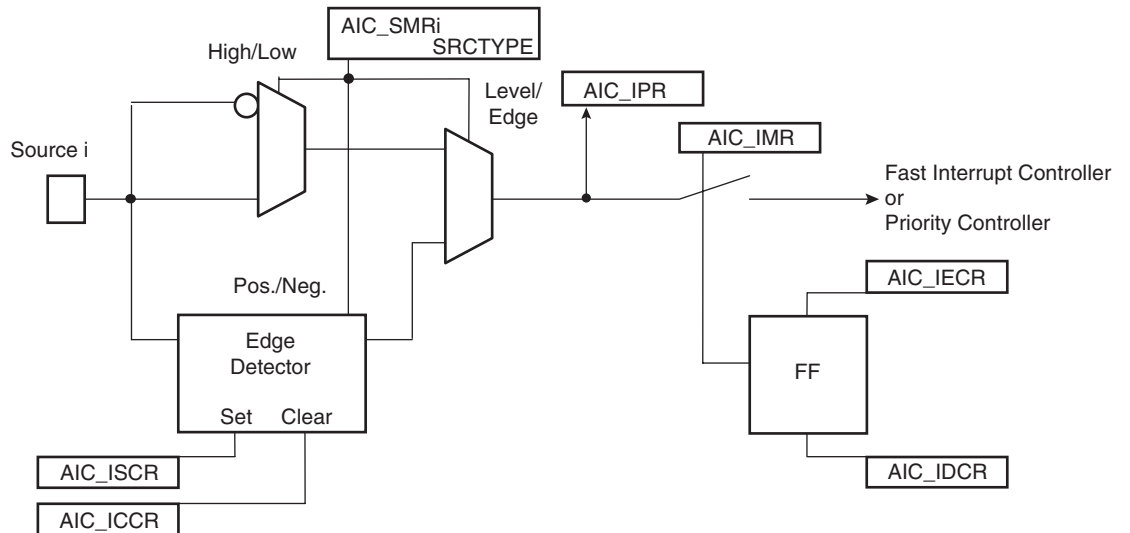 AIC_SMRi
SRCTYPE
High/Low
Level/
Edge
AIC_IPR
AIC_IMR
Source i
Fast Interrupt Controller
or
Priority Controller
Pos./Neg.
AIC_IECR
Edge
Detector
FF
Set Clear
AIC_ISCR
AIC_IDCR
AIC_ICCR